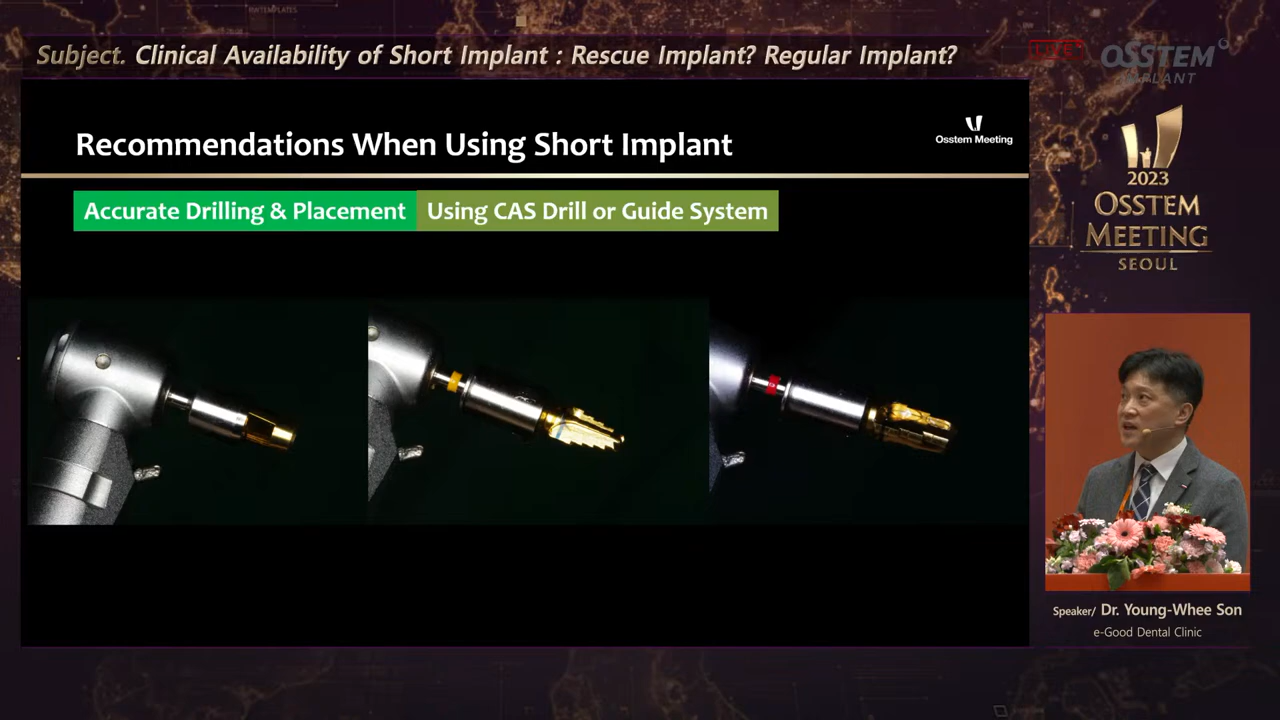 Subject. Clinical Availability of Short Implant : Rescue Implant? Regular Implant?
LIVE
OSSTEM
IMPLANT
Recommendations When Using Short Implant
Osstem Meeting
Accurate Drilling & Placement
Using CAS Drill or Guide System
2023
OSSTEM
MEETING
SEOUL
Speaker/ Dr. Young-Whee Son
e-Good Dental Clinic